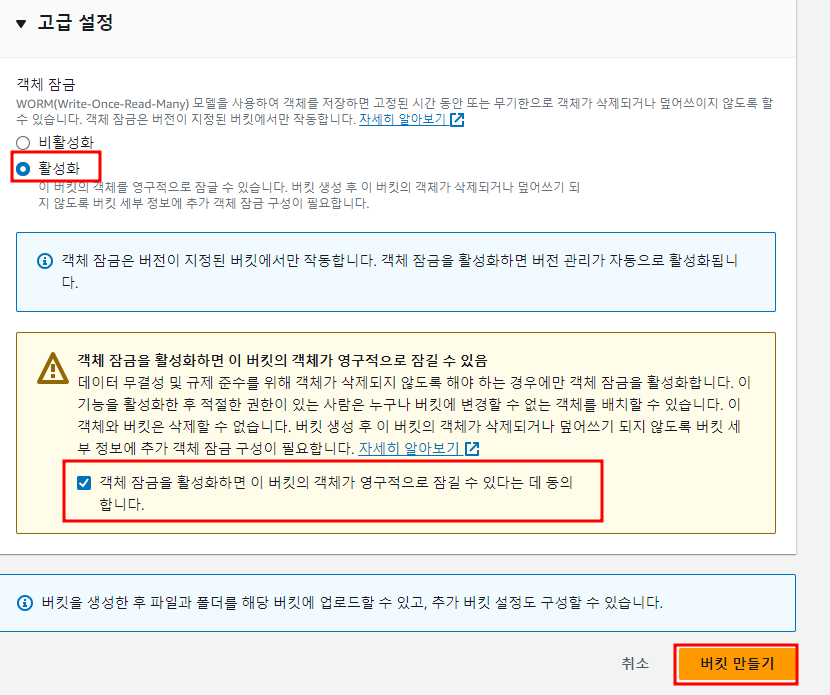 고급 설정
객체 잠금
WORM(Write-Once-Read-Many) 모델을 사용하여 객체를 저장하면 고정된 시간 동안 또는 무기한으로 객체가 삭제되거나 덮어쓰이지 않도록 할
수 있습니다. 객체 잠금은 버전이 지정된 버킷에서만 작동합니다. 자세히 알아보기
비활성화
활성화
이 버킷의 객체를 영구적으로 잠글 수 있습니다. 버킷 생성 후 이 버킷의 객체가 삭제되거나 덮어쓰기 되
지 않도록 버킷 세부 정보에 추가 객체 잠금 구성이 필요합니다.
객체 잠금은 버전이 지정된 버킷에서만 작동합니다. 객체 잠금을 활성화하면 버전 관리가 자동으로 활성화됩니
다.
객체 잠금을 활성화하면 이 버킷의 객체가 영구적으로 잠길 수 있음
데이터 무결성 및 규제 준수를 위해 객체가 삭제되지 않도록 해야 하는 경우에만 객체 잠금을 활성화합니다. 이
기능을 활성화한 후 적절한 권한이 있는 사람은 누구나 버킷에 변경할 수 없는 객체를 배치할 수 있습니다. 이
객체와 버킷은 삭제할 수 없습니다. 버킷 생성 후 이 버킷의 객체가 삭제되거나 덮어쓰기 되지 않도록 버킷 세
부 정보에 추가 객체 잠금 구성이 필요합니다. 자세히 알아보기
객체 잠금을 활성화하면 이 버킷의 객체가 영구적으로 잠길 수 있다는 데 동의
합니다.
버킷을 생성한 후 파일과 폴더를 해당 버킷에 업로드할 수 있고, 추가 버킷 설정도 구성할 수 있습니다.
취소
버킷 만들기